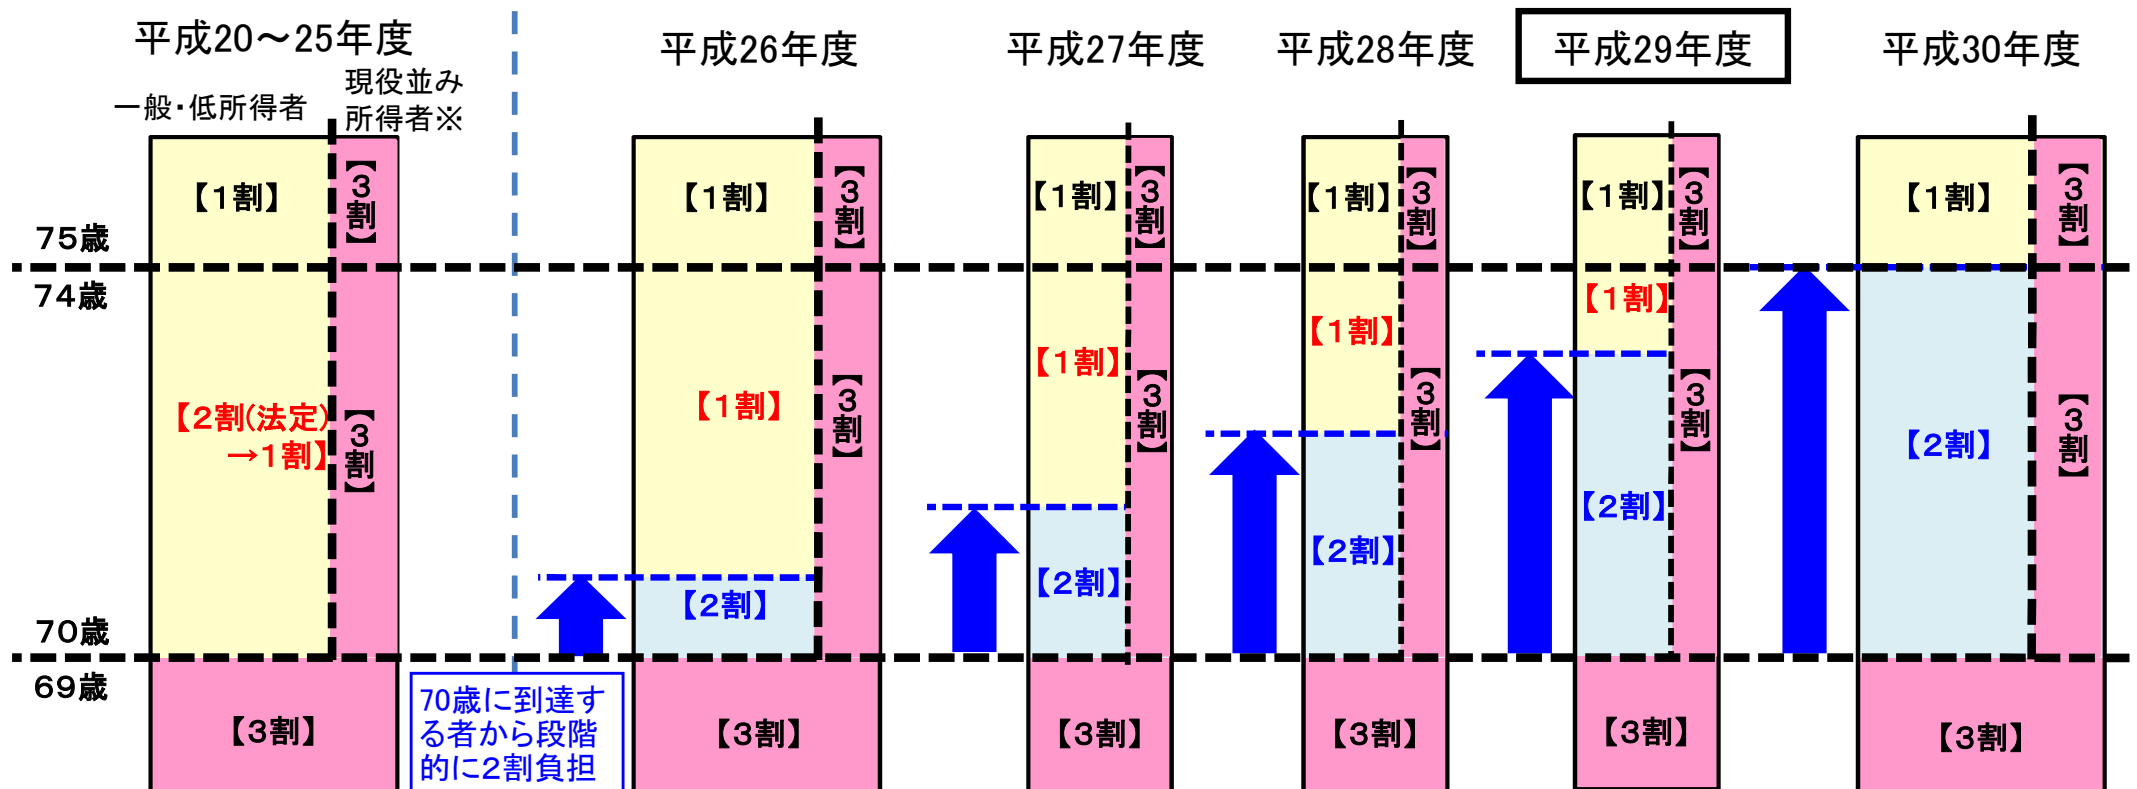 平成20～25年度
平成26年度
平成27年度
平成28年度
平成29年度
平成30年度
一般・低所得者
現役並み
所得者※
【1割】
【3割】
【1割】
【3割】
【1割】
【3割】
【1割】
【3割】
【1割】
【3割】
【1割】
【3割】
75歳
74歳
【2割(法定)
→1割】
【3割】
【1割】
【3割】
【1割】
【3割】
【1割】
【3割】
【1割】
【3割】
【2割】
【2割】
【2割】
【2割】
【2割】
【3割】
70歳
69歳
【3割】
70歳に到達す
る者から段階
的に2割負担
【3割】
【3割】
【3割】
【3割】
【3割】